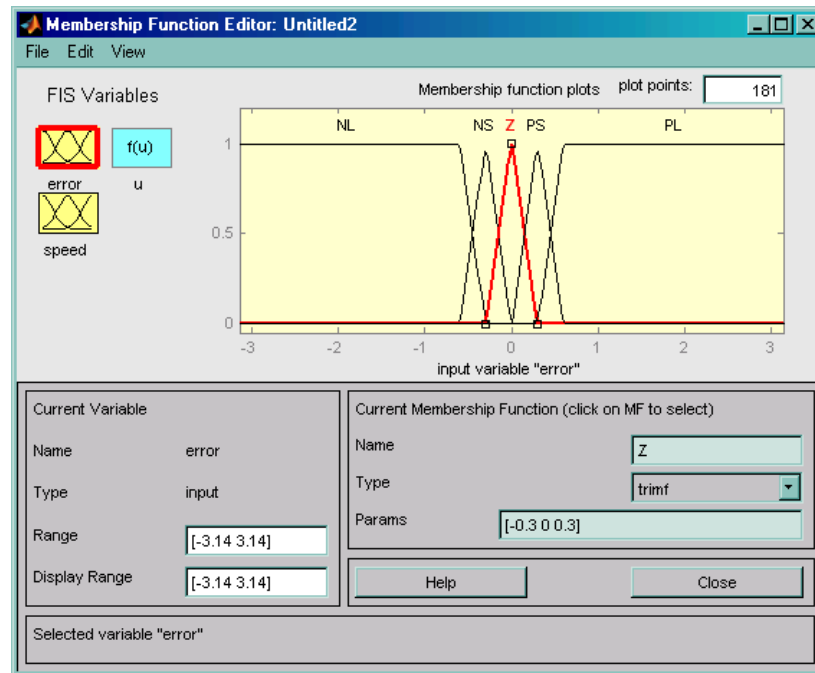 Membership Function Editor: Untitled2
File Edit View
FIS Variables
Membership function plots plot points: 181
f(u)
error u
speed
NL NS Z PS PL
1
0.5
0
-3 -2 -1 0 1 2 3
input variable "error"
Current Variable
Name error
Type input
Range [-3.14 3.14]
Display Range [-3.14 3.14]
Current Membership Function (click on MF to select)
Name Z
Type trimf
Params [-0.3 0 0.3]
Help Close
Selected variable "error"